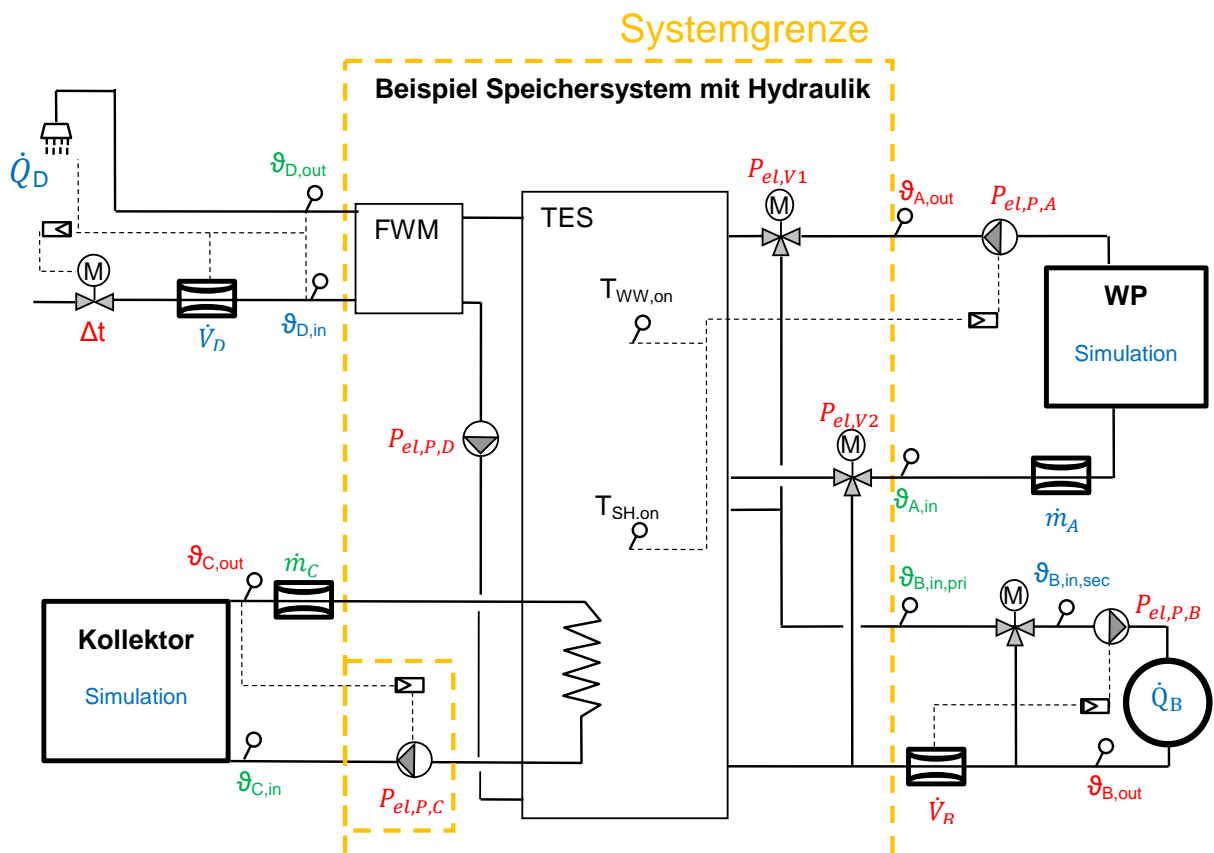 Systemgrenze
Beispiel Speichersystem mit Hydraulik
Q̇D
ϑD,out
FWM
TES
Pel,V1
M
ϑA,out
Pel,P,A
M
Δt
V̇D
ϑD,in
TWW,on
WP
Simulation
Pel,P,D
Pel,V2
M
ϑA,in
ṁA
TSH.on
ϑC,out
ṁC
ϑB,in,pri
M
ϑB,in,sec
Pel,P,B
Kollektor
Simulation
Q̇B
ϑC,in
Pel,P,C
V̇B
ϑB,out